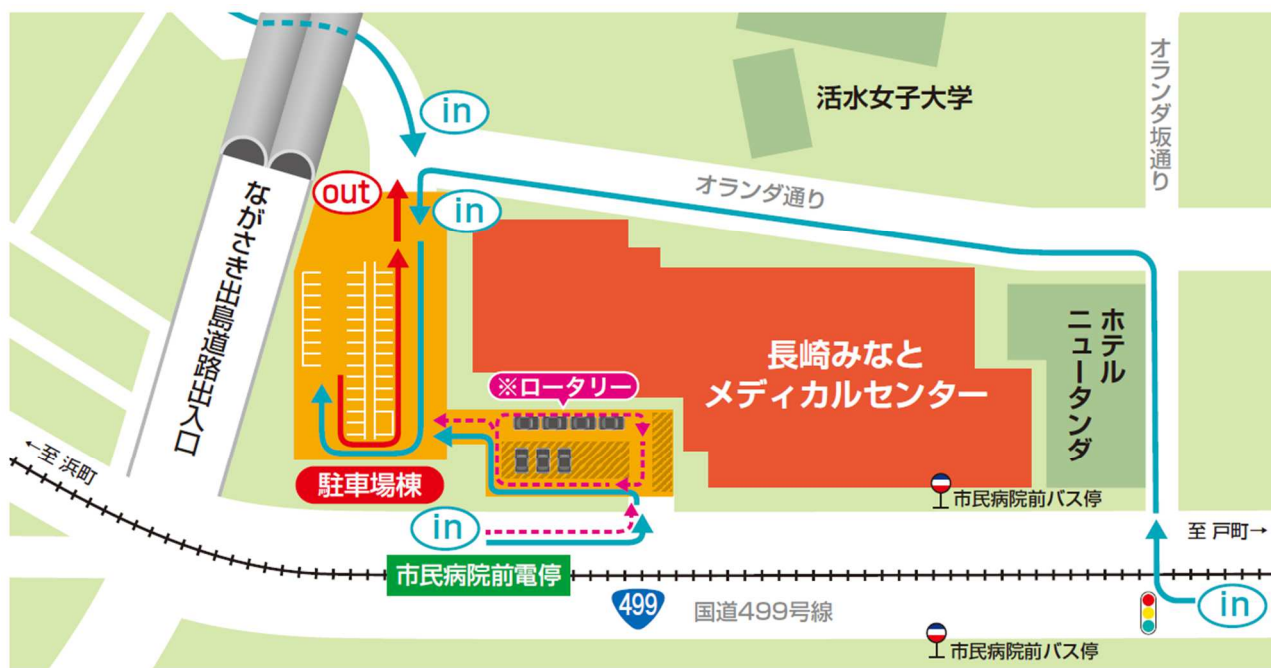 活水女子大学
オランダ坂通り
in
オランダ通り
out
in
ながさき出島道路出入口
長崎みなと
メディカルセンター
ホテル
ニュータンダ
※ロータリー
←至 浜町
駐車場棟
市民病院前バス停
in
至 戸町→
市民病院前電停
499
国道499号線
in
市民病院前バス停